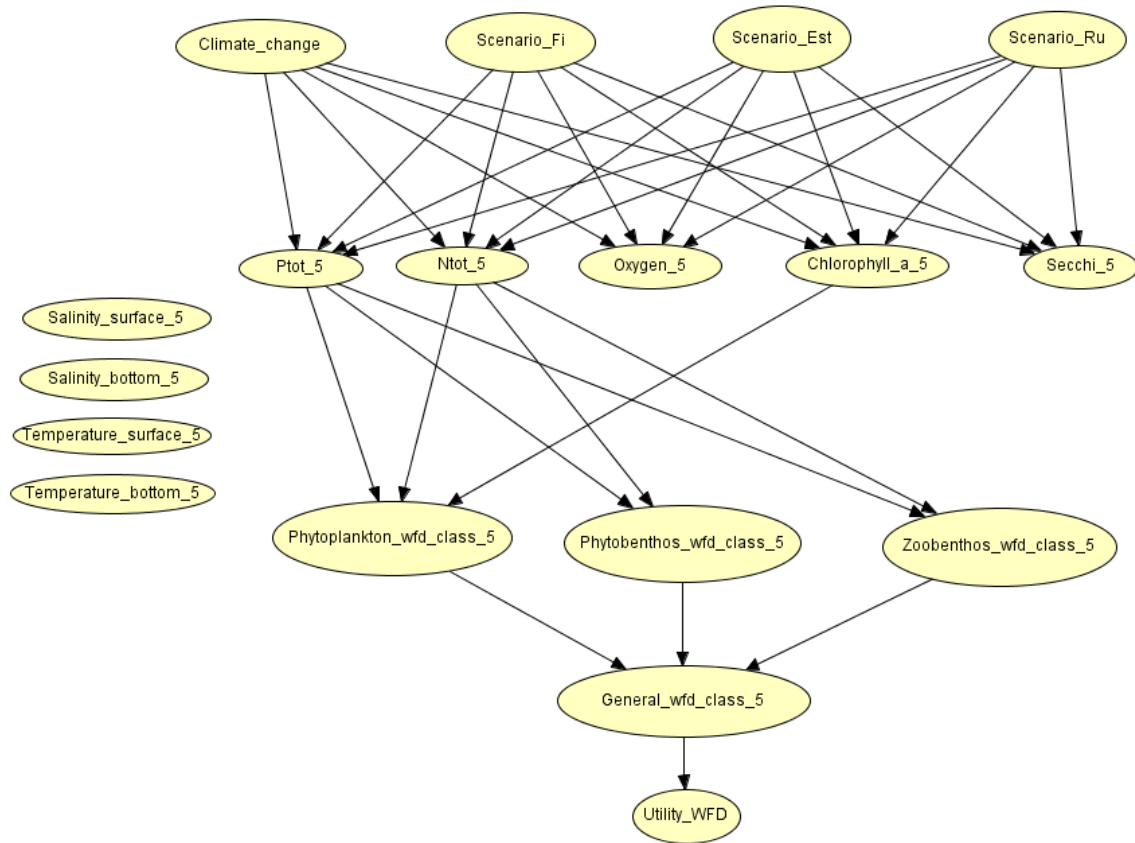 Climate_change
Scenario_Fi
Scenario_Est
Scenario_Ru
Ptot_5
Ntot_5
Oxygen_5
Chlorophyll_a_5
Secchi_5
Salinity_surface_5
Salinity_bottom_5
Temperature_surface_5
Temperature_bottom_5
Phytoplankton_wfd_class_5
Phytobenthos_wfd_class_5
Zoobenthos_wfd_class_5
General_wfd_class_5
Utility_WFD